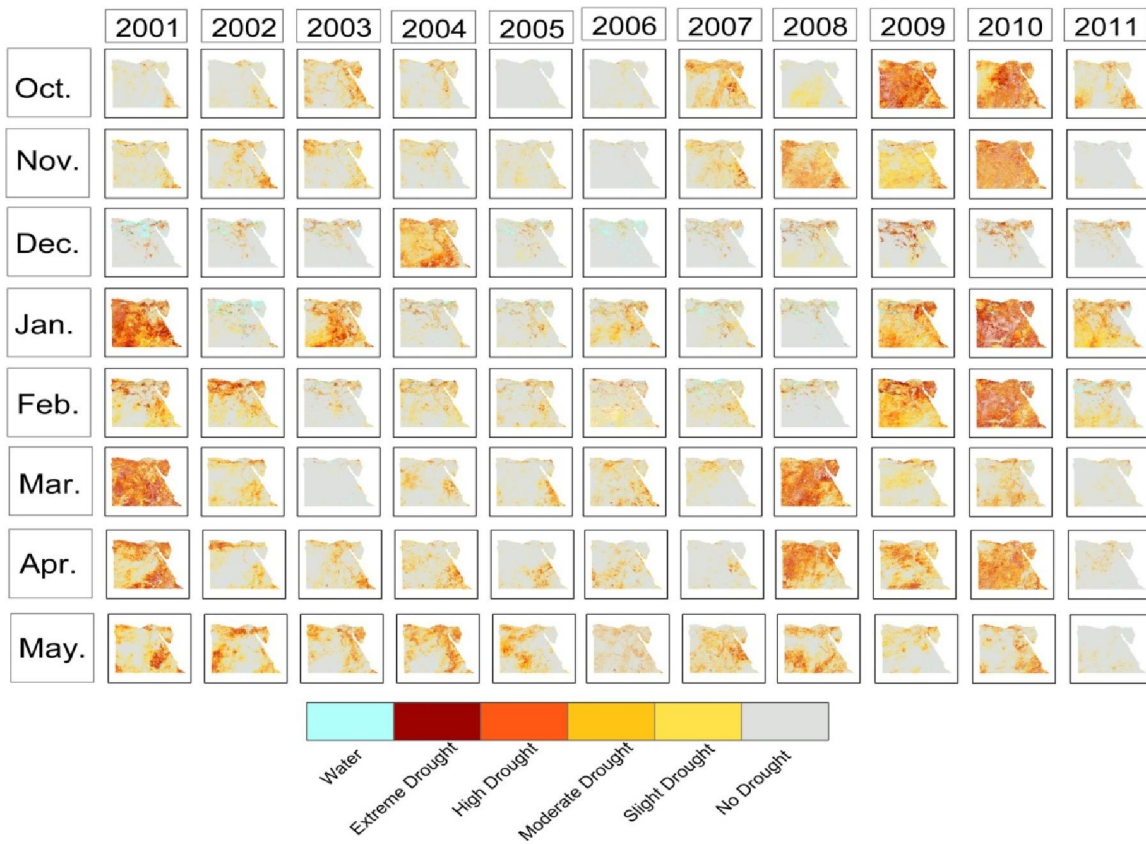 2001 2002 2003 2004 2005 2006 2007 2008 2009 2010 2011
Oct.
Nov.
Dec.
Jan.
Feb.
Mar.
Apr.
May.
Water
Extreme Drought
High Drought
Moderate Drought
Slight Drought
No Drought